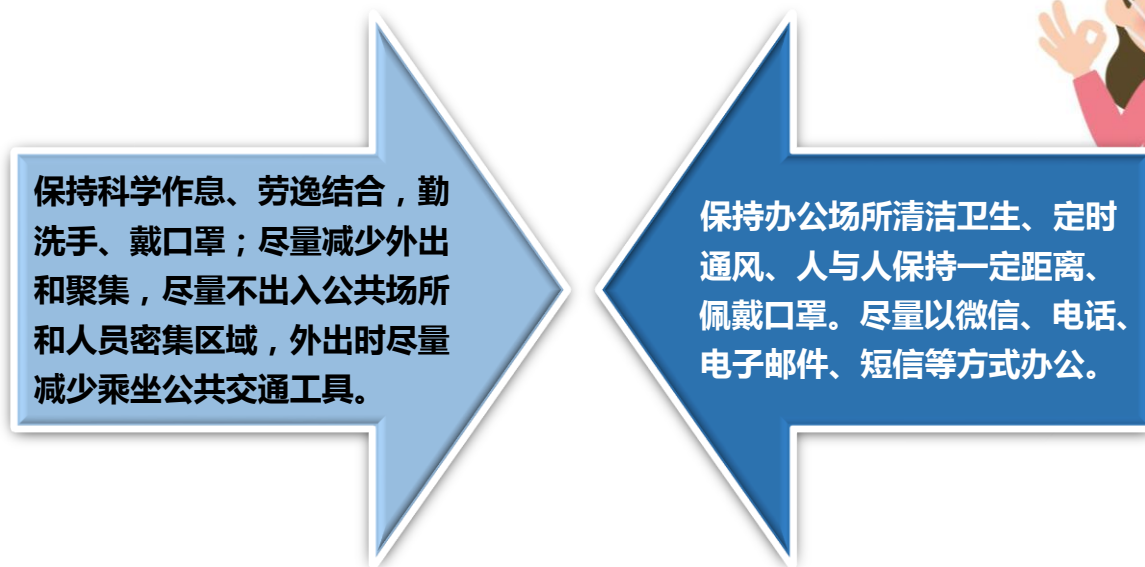 保持科学作息、劳逸结合，勤
洗手、戴口罩；尽量减少外出
和聚集，尽量不出入公共场所
和人员密集区域，外出时尽量
减少乘坐公共交通工具。
保持办公场所清洁卫生、定时
通风、人与人保持一定距离、
佩戴口罩。尽量以微信、电话、
电子邮件、短信等方式办公。